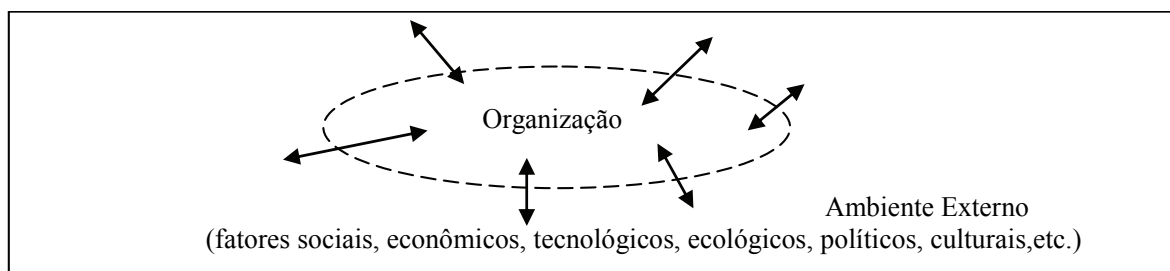 Organização
Ambiente Externo
(fatores sociais, econômicos, tecnológicos, ecológicos, políticos, culturais,etc.)